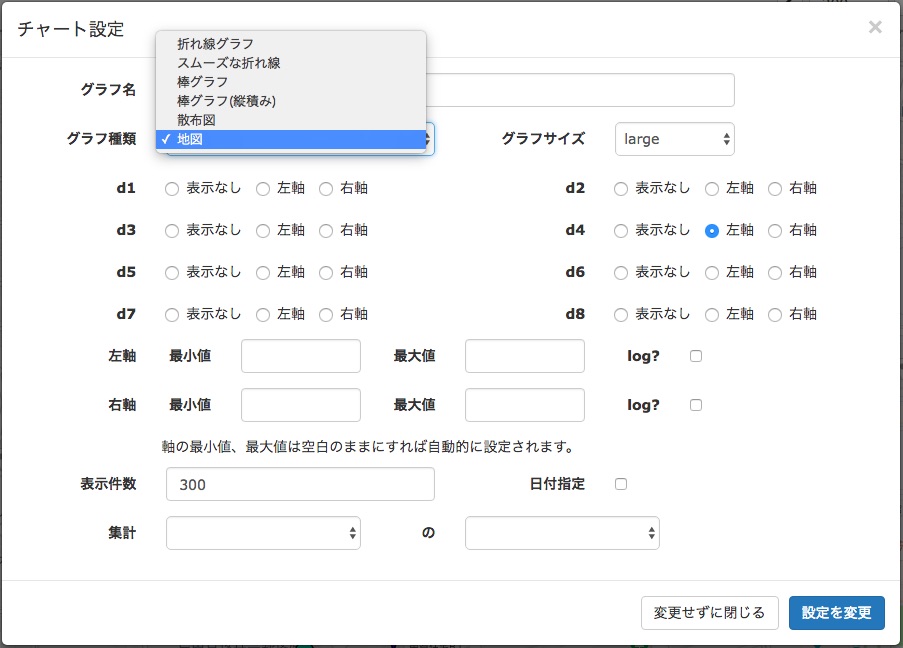 チャート設定
×
折れ線グラフ
スムーズな折れ線
棒グラフ
棒グラフ(縦積み)
散布図
✓ 地図
グラフ名
グラフ種類 グラフサイズ large
d1 表示なし 左軸 右軸 d2 表示なし 左軸 右軸
d3 表示なし 左軸 右軸 d4 表示なし 左軸 右軸
d5 表示なし 左軸 右軸 d6 表示なし 左軸 右軸
d7 表示なし 左軸 右軸 d8 表示なし 左軸 右軸
左軸 最小値 最大値 log?
右軸 最小値 最大値 log?
軸の最小値、最大値は空白のままにすれば自動的に設定されます。
表示件数 300 日付指定
集計 の
変更せずに閉じる 設定を変更